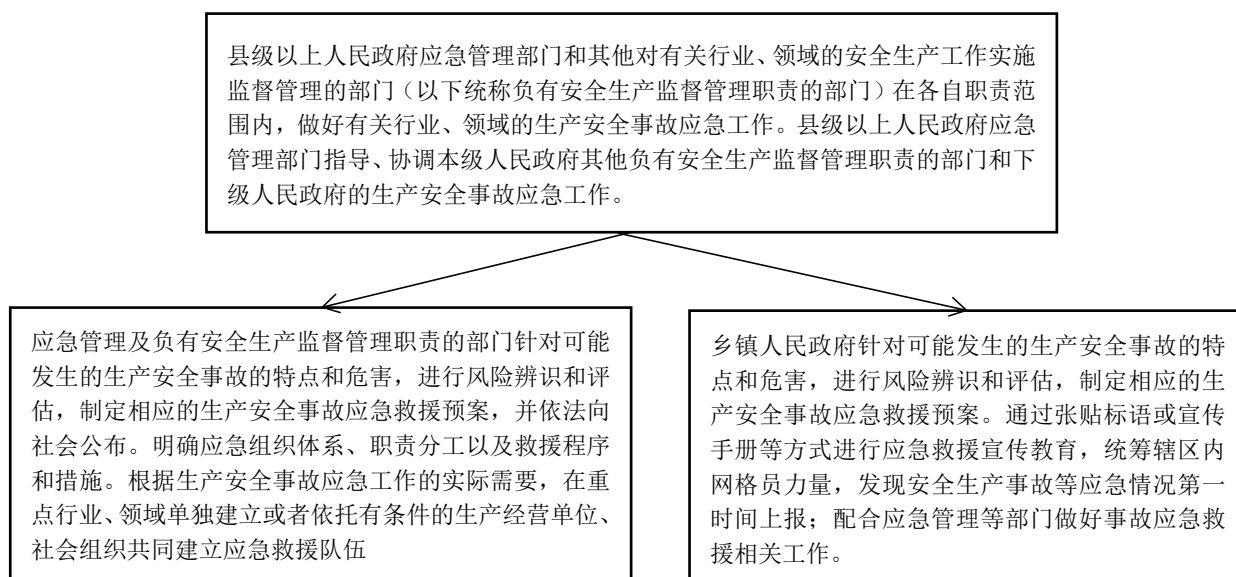 县级以上人民政府应急管理部门和其他对有关行业、领域的安全生产工作实施
监督管理的部门（以下统称负有安全生产监督管理职责的部门）在各自职责范
围内，做好有关行业、领域的生产安全事故应急工作。县级以上人民政府应急
管理部门指导、协调本级人民政府其他负有安全生产监督管理职责的部门和下
级人民政府的生产安全事故应急工作。
应急管理及负有安全生产监督管理职责的部门针对可能
发生的生产安全事故的特点和危害，进行风险辨识和评
估，制定相应的生产安全事故应急救援预案，并依法向
社会公布。明确应急组织体系、职责分工以及救援程序
和措施。根据生产安全事故应急工作的实际需要，在重
点行业、领域单独建立或者依托有条件的生产经营单位、
社会组织共同建立应急救援队伍
乡镇人民政府针对可能发生的生产安全事故的特
点和危害，进行风险辨识和评估，制定相应的生
产安全事故应急救援预案。通过张贴标语或宣传
手册等方式进行应急救援宣传教育，统筹辖区内
网格员力量，发现安全生产事故等应急情况第一
时间上报；配合应急管理等部门做好事故应急救
援相关工作。